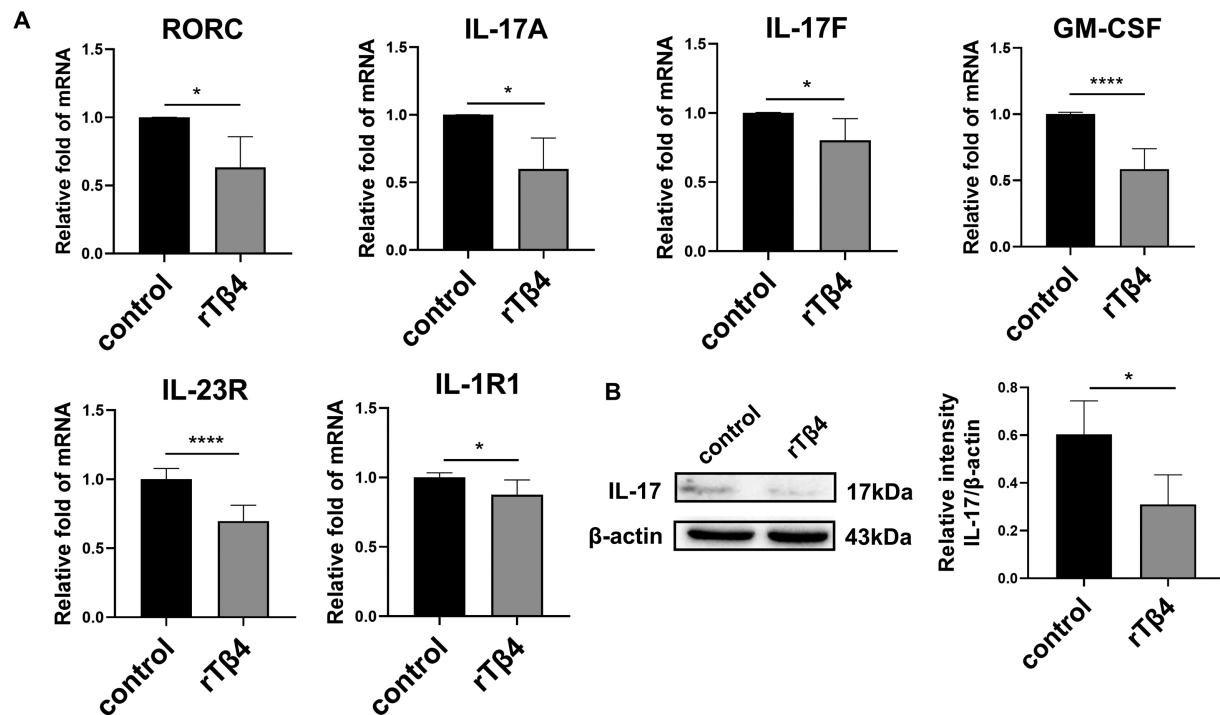 A
RORC
Relative fold of mRNA
1.5
1.0
0.5
0.0
*
control
rTβ4
IL-17A
Relative fold of mRNA
1.5
1.0
0.5
0.0
*
control
rTβ4
IL-17F
Relative fold of mRNA
1.5
1.0
0.5
0.0
*
control
rTβ4
GM-CSF
Relative fold of mRNA
1.5
1.0
0.5
0.0
****
control
rTβ4
IL-23R
Relative fold of mRNA
1.5
1.0
0.5
0.0
****
control
rTβ4
IL-1R1
Relative fold of mRNA
1.5
1.0
0.5
0.0
*
control
rTβ4
B
control
rTβ4
IL-17
17kDa
β-actin
43kDa
Relative intensity
IL-17/β-actin
0.8
0.6
0.4
0.2
0.0
*
control
rTβ4